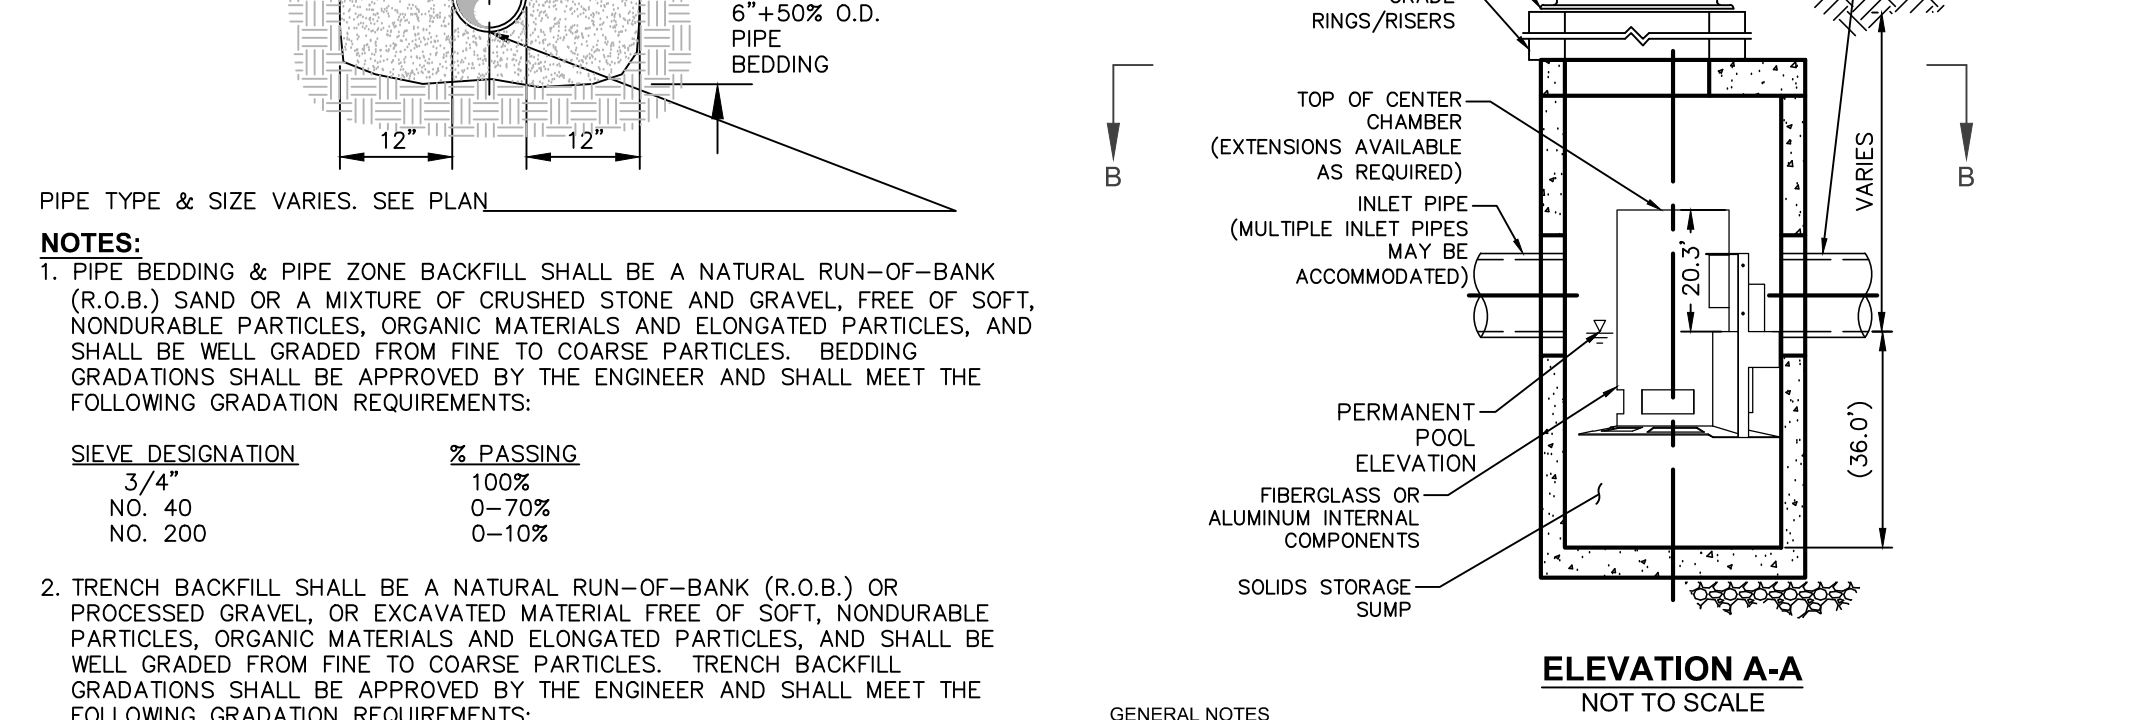 6"+50% O.D.
PIPE
BEDDING
12"
12"
PIPE TYPE & SIZE VARIES. SEE PLAN
NOTES:
1. PIPE BEDDING & PIPE ZONE BACKFILL SHALL BE A NATURAL RUN-OF-BANK
(R.O.B.) SAND OR A MIXTURE OF CRUSHED STONE AND GRAVEL, FREE OF SOFT,
NONDURABLE PARTICLES, ORGANIC MATERIALS AND ELONGATED PARTICLES, AND
SHALL BE WELL GRADED FROM FINE TO COARSE PARTICLES. BEDDING
GRADATIONS SHALL BE APPROVED BY THE ENGINEER AND SHALL MEET THE
FOLLOWING GRADATION REQUIREMENTS:
SIEVE DESIGNATION % PASSING
3/4" 100%
NO. 40 0-70%
NO. 200 0-10%
2. TRENCH BACKFILL SHALL BE A NATURAL RUN-OF-BANK (R.O.B.) OR
PROCESSED GRAVEL, OR EXCAVATED MATERIAL FREE OF SOFT, NONDURABLE
PARTICLES, ORGANIC MATERIALS AND ELONGATED PARTICLES, AND SHALL BE
WELL GRADED FROM FINE TO COARSE PARTICLES. TRENCH BACKFILL
GRADATIONS SHALL BE APPROVED BY THE ENGINEER AND SHALL MEET THE
FOLLOWING GRADATION REQUIREMENTS:
GRADE
RINGS/RISERS
TOP OF CENTER
CHAMBER
(EXTENSIONS AVAILABLE
AS REQUIRED)
B
B
INLET PIPE
(MULTIPLE INLET PIPES
MAY BE
ACCOMMODATED)
VARIES
20.3'
PERMANENT
POOL
ELEVATION
(36.0')
FIBERGLASS OR
ALUMINUM INTERNAL
COMPONENTS
SOLIDS STORAGE
SUMP
ELEVATION A-A
NOT TO SCALE
GENERAL NOTES